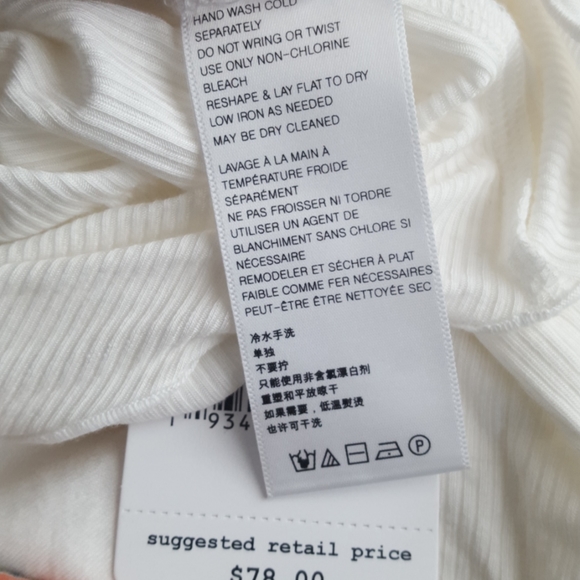 HAND WASH COLD
SEPARATELY
DO NOT WRING OR TWIST
USE ONLY NON-CHLORINE
BLEACH
RESHAPE & LAY FLAT TO DRY
LOW IRON AS NEEDED
MAY BE DRY CLEANED
LAVAGE À LA MAIN À
TEMPÉRATURE FROIDE
SÉPARÉMENT
NE PAS FROISSER NI TORDRE
UTILISER UN AGENT DE
BLANCHIMENT SANS CHLORE SI
NÉCESSAIRE
REMODELER ET SÉCHER À PLAT
FAIBLE COMME FER NÉCESSAIRES
PEUT-ÊTRE ÊTRE NETTOYÉE SEC
冷水手洗
单独
不要拧
只能使用非含氯漂白剂
重塑和平放晾干
如果需要，低温熨烫
也许可干洗
P
1 934
suggested retail price
$78.00